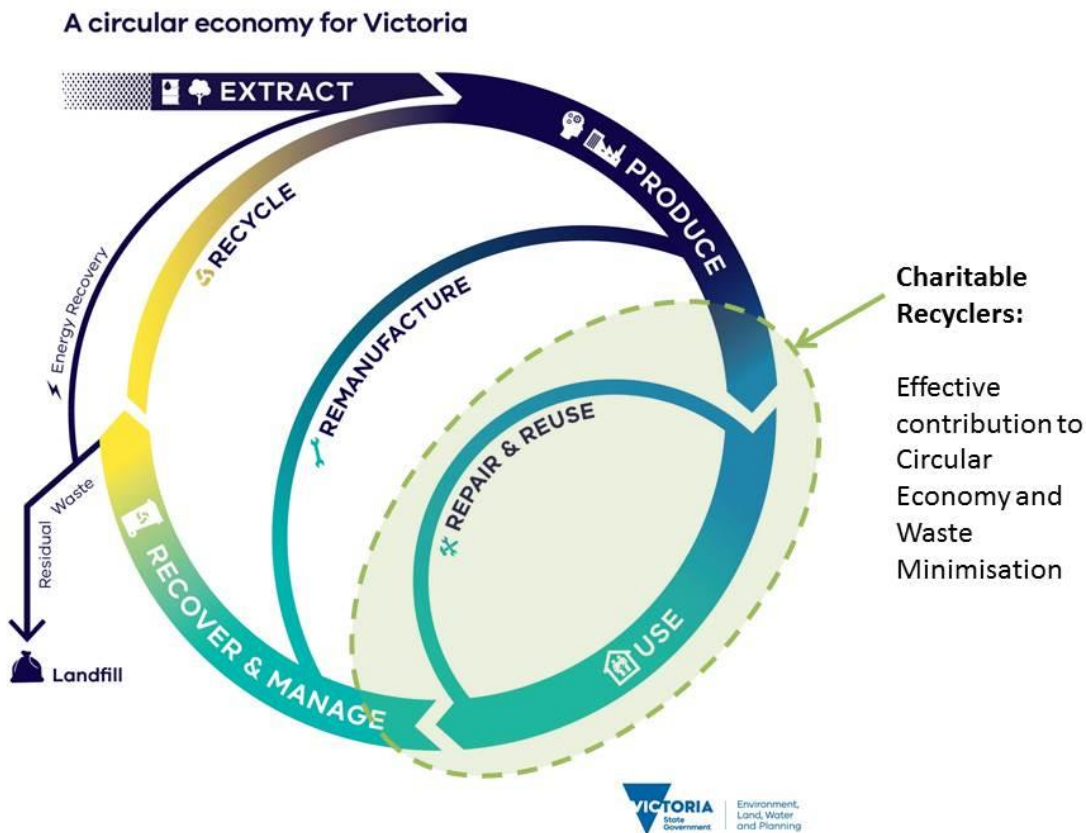 A circular economy for Victoria
EXTRACT
PRODUCE
RECYCLE
Energy Recovery
REMANUFACTURE
Charitable
Recyclers:
Effective
contribution to
Circular
Economy and
Waste
Minimisation
REPAIR & REUSE
Residual Waste
RECOVER & MANAGE
USE
Landfill
VICTORIA
State
Government
Environment,
Land, Water
and Planning